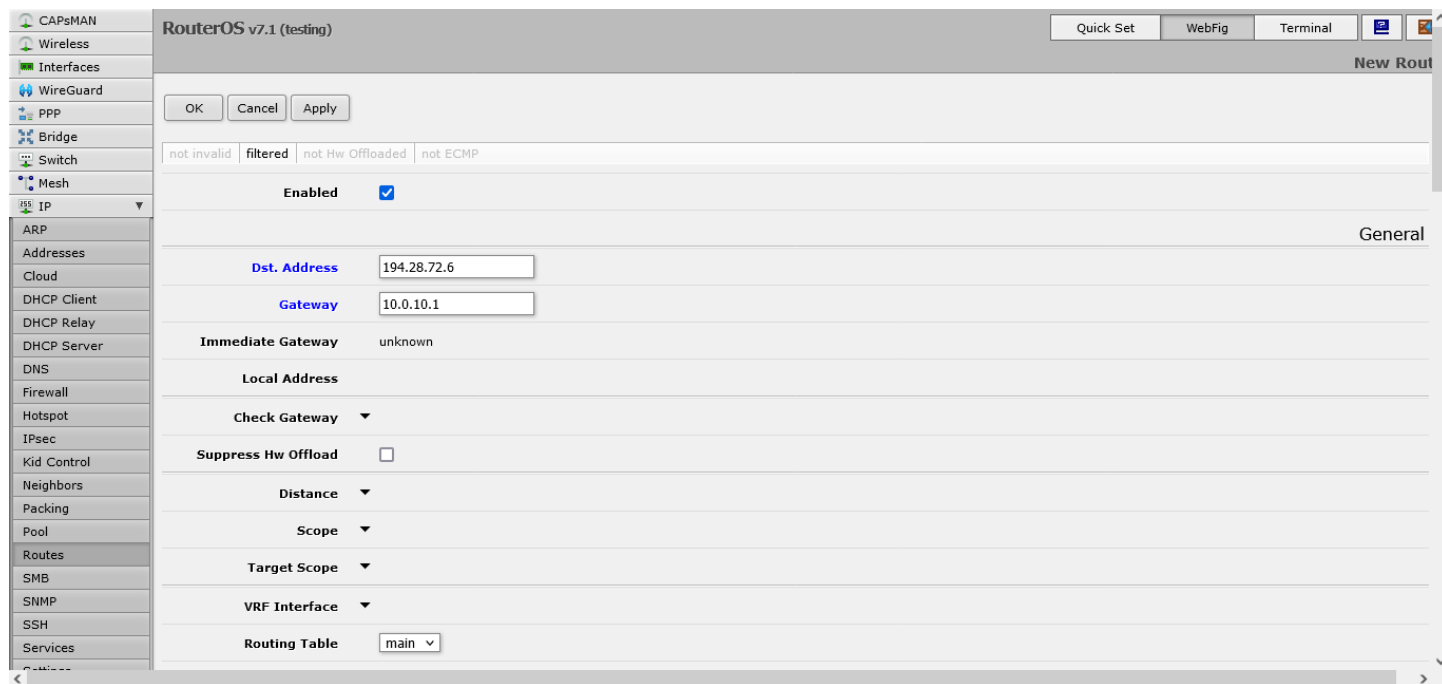 CAPsMAN
Wireless
Interfaces
WireGuard
PPP
Bridge
Switch
Mesh
IP
ARP
Addresses
Cloud
DHCP Client
DHCP Relay
DHCP Server
DNS
Firewall
Hotspot
IPsec
Kid Control
Neighbors
Packing
Pool
Routes
SMB
SNMP
SSH
Services
RouterOS v7.1 (testing)
Quick Set WebFig Terminal
New Rout
OK Cancel Apply
not invalid filtered not Hw Offloaded not ECMP
Enabled
General
Dst. Address 194.28.72.6
Gateway 10.0.10.1
Immediate Gateway unknown
Local Address
Check Gateway
Suppress Hw Offload
Distance
Scope
Target Scope
VRF Interface
Routing Table main